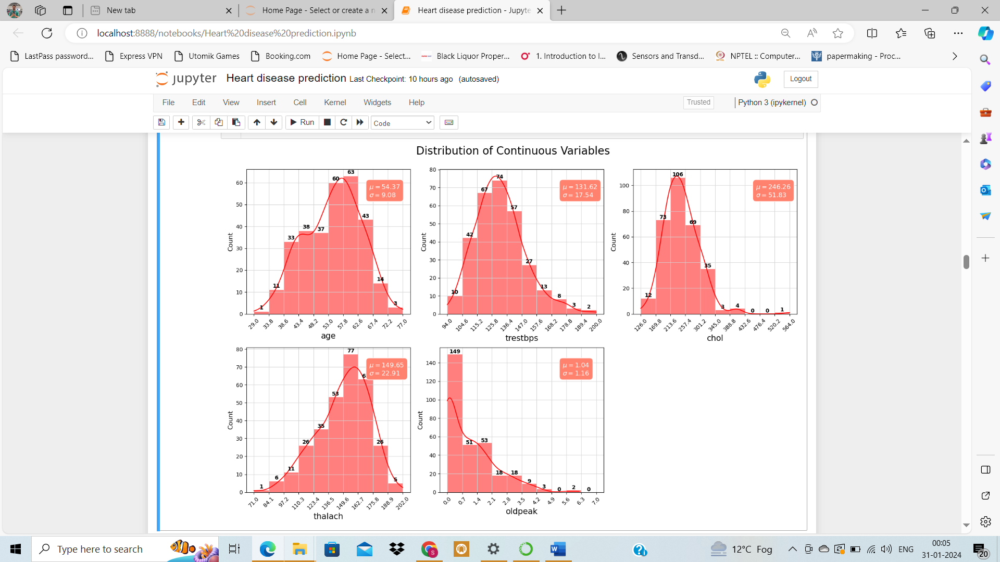 New tab
Home Page - Select or create a n
Heart disease prediction - Jupyte
localhost:8888/notebooks/Heart%20disease%20prediction.ipynb
LastPass password...
Express VPN
Utomik Games
Booking.com
Home Page - Select...
Black Liquor Proper...
1. Introduction to I...
Sensors and Transd...
NPTEL :: Computer...
papermaking - Proc...
jupyter Heart disease prediction Last Checkpoint: 10 hours ago (autosaved)
Logout
File Edit View Insert Cell Kernel Widgets Help
Trusted
Python 3 (ipykernel)
Run
Code
Distribution of Continuous Variables
Count
0 10 20 30 40 50 60
1 11 33 38 37 60 63 43 14 3
μ = 54.37
σ = 9.08
29.0 33.8 38.6 43.4 48.2 53.0 57.8 62.6 67.4 72.2 77.0
age
Count
0 10 20 30 40 50 60 70 80
10 42 67 74 57 27 13 8 3 2
μ = 131.62
σ = 17.54
94.0 104.6 115.2 125.8 136.4 147.0 157.6 168.2 178.8 189.4 200.0
trestbps
Count
0 20 40 60 80 100
12 73 106 69 35 3 4 0 0 1
μ = 246.26
σ = 51.83
126.0 169.8 213.6 257.4 301.2 345.0 388.8 432.6 476.4 520.2 564.0
chol
Count
0 10 20 30 40 50 60 70 80
1 6 11 26 35 53 77 6 26 5
μ = 149.65
σ = 22.91
71.0 84.1 97.2 110.3 123.4 136.5 149.6 162.7 175.8 188.9 202.0
thalach
Count
0 20 40 60 80 100 120 140
149 51 53 18 18 9 3 0 2 0
μ = 1.04
σ = 1.16
0.0 0.7 1.4 2.1 2.8 3.5 4.2 4.9 5.6 6.3 7.0
oldpeak
Type here to search
12°C Fog
ENG
00:05
31-01-2024
20